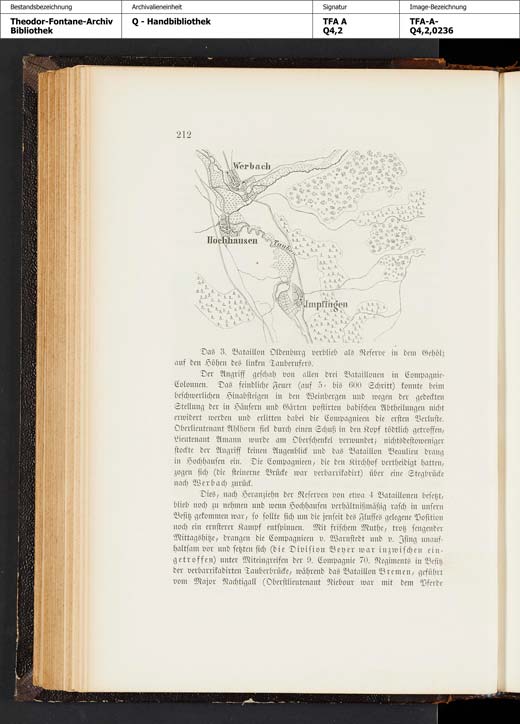 Bestandsbezeichnung
Archivalieneinheit
Signatur
Image-Bezeichnung
Theodor-Fontane-Archiv
Bibliothek
Q - Handbibliothek
TFA A
Q4,2
TFA-A-
Q4,2,0236
212
Werbach
Hochhausen
Tauber
Impfingen
Das 3. Bataillon Oldenburg verblieb als Reserve in dem Gehölz
auf den Höhen des linken Tauberufers.
Der Angriff geschah von allen drei Bataillonen in Compagnie-
Colonnen. Das feindliche Feuer (auf 5- bis 600 Schritt) konnte beim
beschwerlichen Hinabsteigen in den Weinbergen und wegen der gedeckten
Stellung der in Häusern und Gärten postirten badischen Abtheilungen nicht
erwidert werden und erlitten dabei die Compagnieen die ersten Verluste.
Oberlieutenant Ahlhorn fiel durch einen Schuß in den Kopf tödtlich getroffen;
Lieutenant Amann wurde am Oberschenkel verwundet; nichtsdestoweniger
stockte der Angriff keinen Augenblick und das Bataillon Beaulieu drang
in Hochhausen ein. Die Compagnieen, die den Kirchhof vertheidigt hatten,
zogen sich (die steinerne Brücke war verbarrikadirt) über eine Stegbrücke
nach Werbach zurück.
Dies, nach Heranziehn der Reserven von etwa 4 Bataillonen besetzt,
blieb noch zu nehmen und wenn Hochhausen verhältnißmäßig rasch in unsern
Besitz gekommen war, so sollte sich um die jenseit des Flusses gelegene Position
noch ein ernsterer Kampf entspinnen. Mit frischem Muthe, trotz sengender
Mittagshitze, drangen die Compagnieen v. Warnstedt und v. Jsing unauf-
haltsam vor und setzten sich (die Division Beyer war inzwischen ein-
getroffen) unter Miteingreifen der 9. Compagnie 70. Regiments in Besitz
der verbarrikadirten Tauberbrücke, während das Bataillon Bremen, geführt
vom Major Nachtigall (Oberstlieutenant Niebour war mit dem Pferde